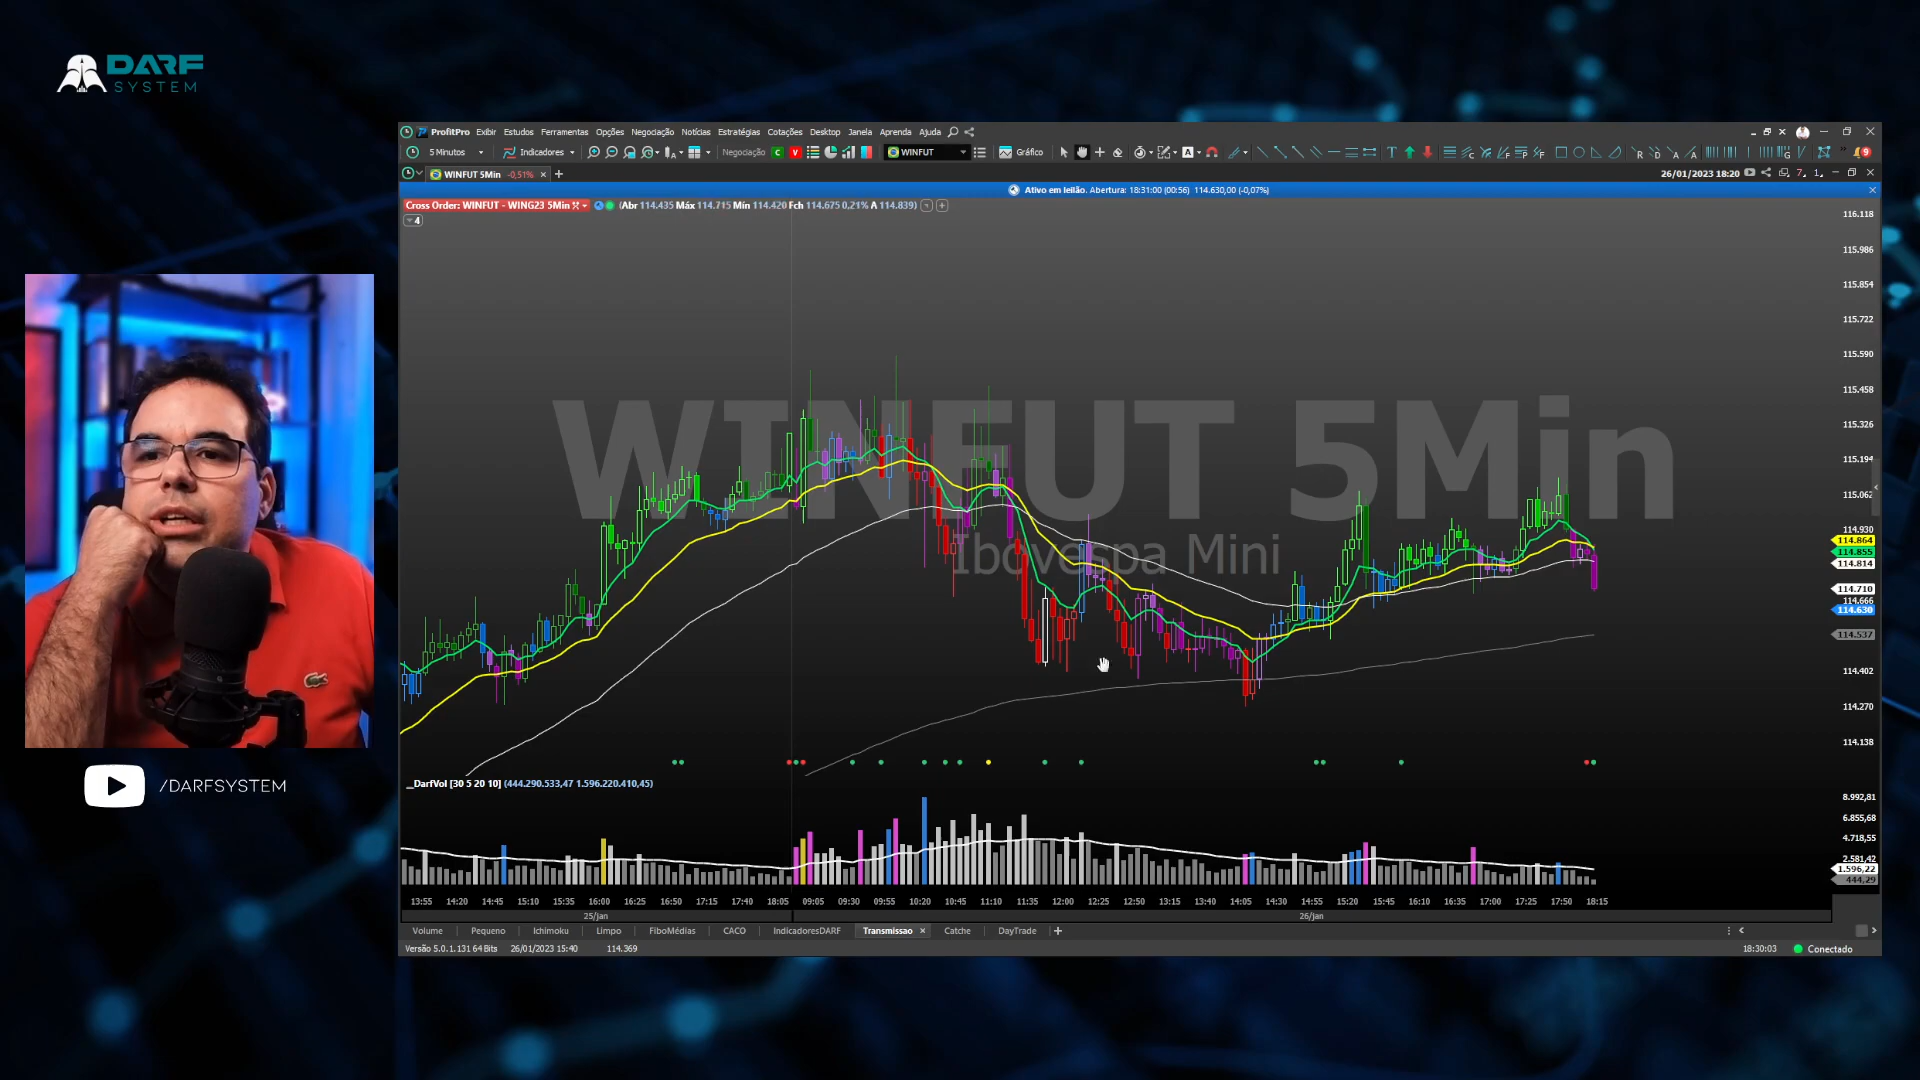 DARF
SYSTEM
ProfitPro Exibir Estudos Ferramentas Opções Negociação Notícias Estratégias Cotações Desktop Janela Aprenda Ajuda
5 Minutos Indicadores Negociação C V WINFUT Gráfico
WINFUT 5Min -0,51%
26/01/2023 18:20
Ativo em leilão. Abertura: 18:31:00 (00:56) 114.630,00 (-0,07%)
Cross Order: WINFUT - WING23 5Min (Abr 114.435 Máx 114.715 Mín 114.420 Fch 114.675 0,21% A 114.839)
4
WINFUT 5Min
Ibovespa Mini
116.118
115.986
115.854
115.722
115.590
115.458
115.326
115.194
115.062
114.930
114.864
114.855
114.814
114.710
114.666
114.630
114.537
114.402
114.270
114.138
/DARFSYSTEM
_DarfVol [30 5 20 10] (444.290.533,47 1.596.220.410,45)
8.992,81
6.855,68
4.718,55
2.581,42
1.596,22
444,29
13:55 14:20 14:45 15:10 15:35 16:00 16:25 16:50 17:15 17:40 18:05 09:05 09:30 09:55 10:20 10:45 11:10 11:35 12:00 12:25 12:50 13:15 13:40 14:05 14:30 14:55 15:20 15:45 16:10 16:35 17:00 17:25 17:50 18:15
25/jan 26/jan
Volume Pequeno Ichimoku Limpo FiboMédias CACO IndicadoresDARF Transmissao Catche DayTrade
Versão 5.0.1.131 64 Bits 26/01/2023 15:40 114.369 18:30:03 Conectado